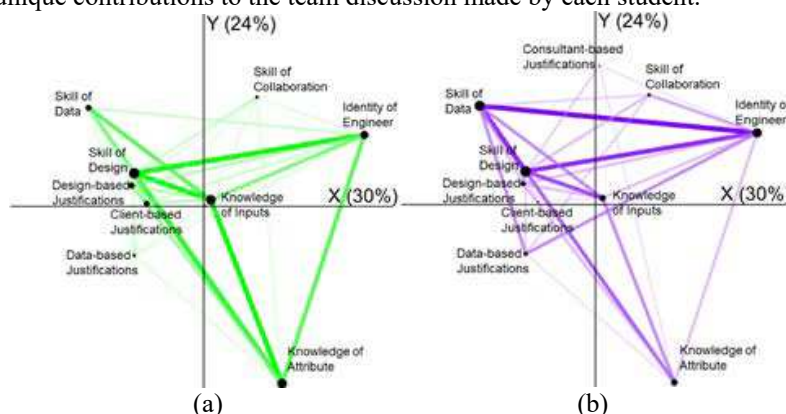 unique contributions to the team discussion made by each student.
Y (24%)
Skill of
Collaboration
Skill of
Data
Identity of
Engineer
Skill of
Design
Design-based
Justifications
Knowledge
of Inputs
X (30%)
Client-based
Justifications
Data-based
Justifications
Knowledge of
Attribute
(a)
Y (24%)
Consultant-based
Justifications
Skill of
Collaboration
Skill of
Data
Identity of
Engineer
Skill of
Design
Design-based
Justifications
Knowledge
of Inputs
X (30%)
Client-based
Justifications
Data-based
Justifications
Knowledge of
Attribute
(b)